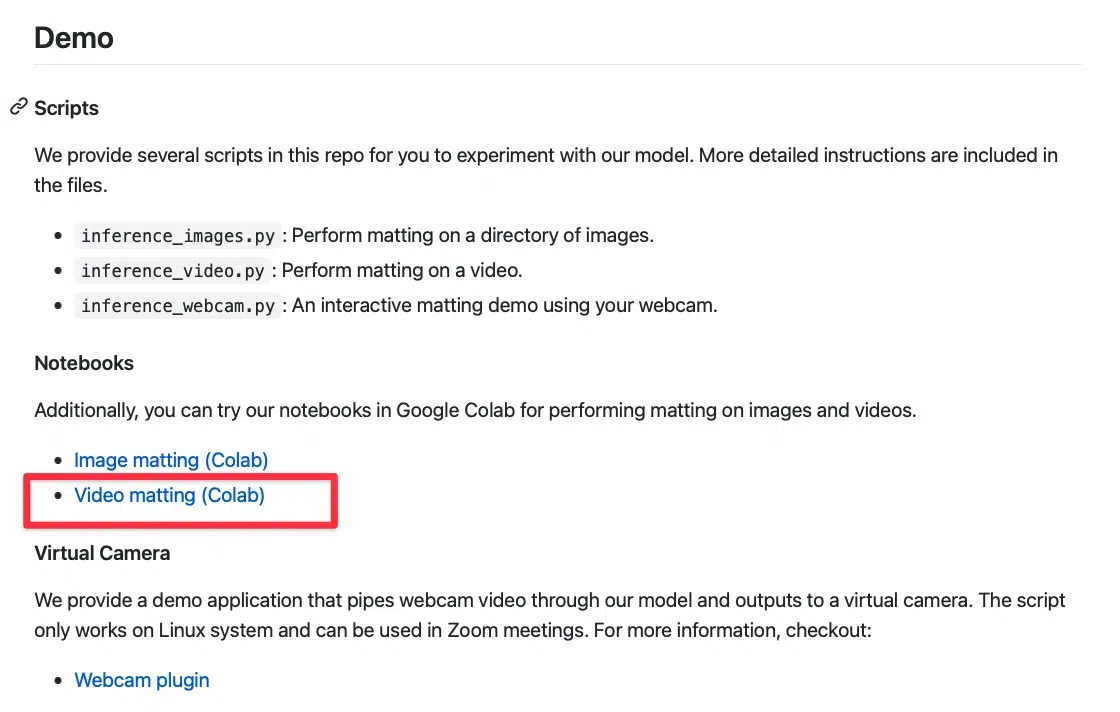 Demo
Scripts
We provide several scripts in this repo for you to experiment with our model. More detailed instructions are included in
the files.
inference_images.py : Perform matting on a directory of images.
inference_video.py : Perform matting on a video.
inference_webcam.py : An interactive matting demo using your webcam.
Notebooks
Additionally, you can try our notebooks in Google Colab for performing matting on images and videos.
Image matting (Colab)
Video matting (Colab)
Virtual Camera
We provide a demo application that pipes webcam video through our model and outputs to a virtual camera. The script
only works on Linux system and can be used in Zoom meetings. For more information, checkout:
Webcam plugin